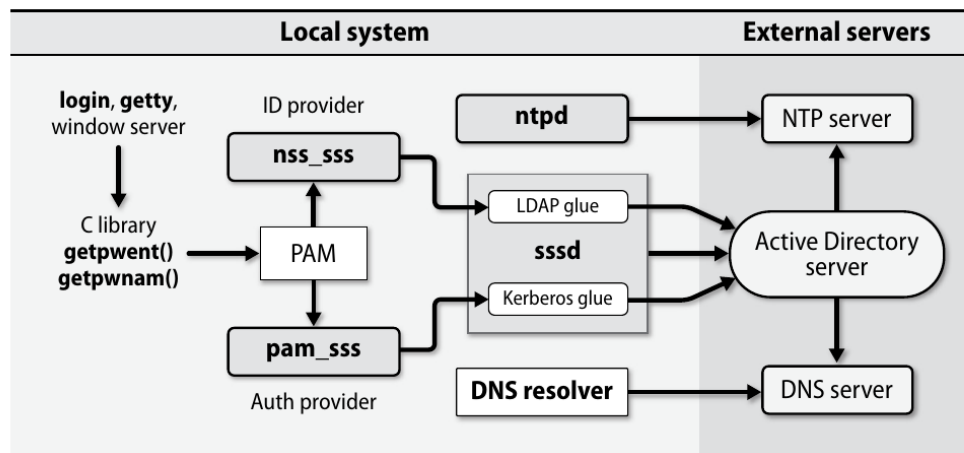 Local system
External servers
login, getty,
window server
C library
getpwent()
getpwnam()
ID provider
nss_sss
PAM
pam_sss
Auth provider
ntpd
LDAP glue
sssd
Kerberos glue
DNS resolver
NTP server
Active Directory
server
DNS server